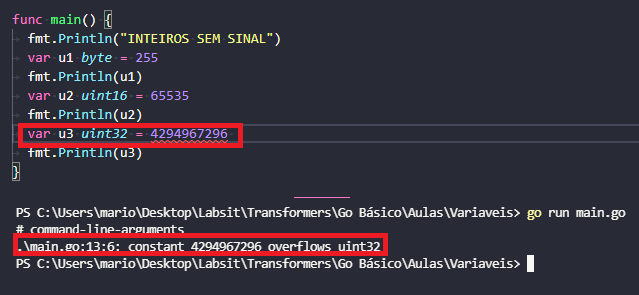 func main() {
fmt.Println("INTEIROS SEM SINAL")
var u1 byte = 255
fmt.Println(u1)
var u2 uint16 = 65535
fmt.Println(u2)
var u3 uint32 = 4294967296
fmt.Println(u3)
}
PS C:\Users\mario\Desktop\Labsit\Transformers\Go Básico\Aulas\Variaveis> go run main.go
# command-line-arguments
.\main.go:13:6: constant 4294967296 overflows uint32
PS C:\Users\mario\Desktop\Labsit\Transformers\Go Básico\Aulas\Variaveis>